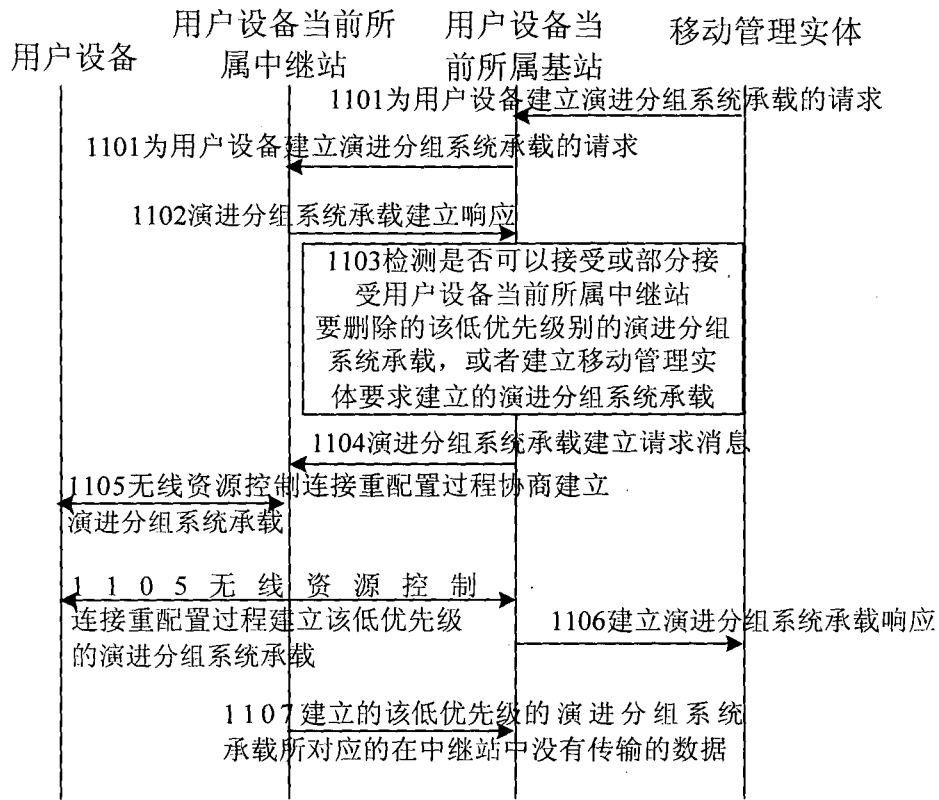 用户设备
用户设备当前所
属中继站
用户设备当
前所属基站
移动管理实体
1101为用户设备建立演进分组系统承载的请求
1101为用户设备建立演进分组系统承载的请求
1102演进分组系统承载建立响应
1103检测是否可以接受或部分接
受用户设备当前所属中继站
要删除的该低优先级别的演进分组
系统承载，或者建立移动管理实
体要求建立的演进分组系统承载
1104演进分组系统承载建立请求消息
1105无线资源控制连接重配置过程协商建立
演进分组系统承载
1105无线资源控制
连接重配置过程建立该低优先级
的演进分组系统承载
1106建立演进分组系统承载响应
1107建立的该低优先级的演进分组系统
承载所对应的在中继站中没有传输的数据